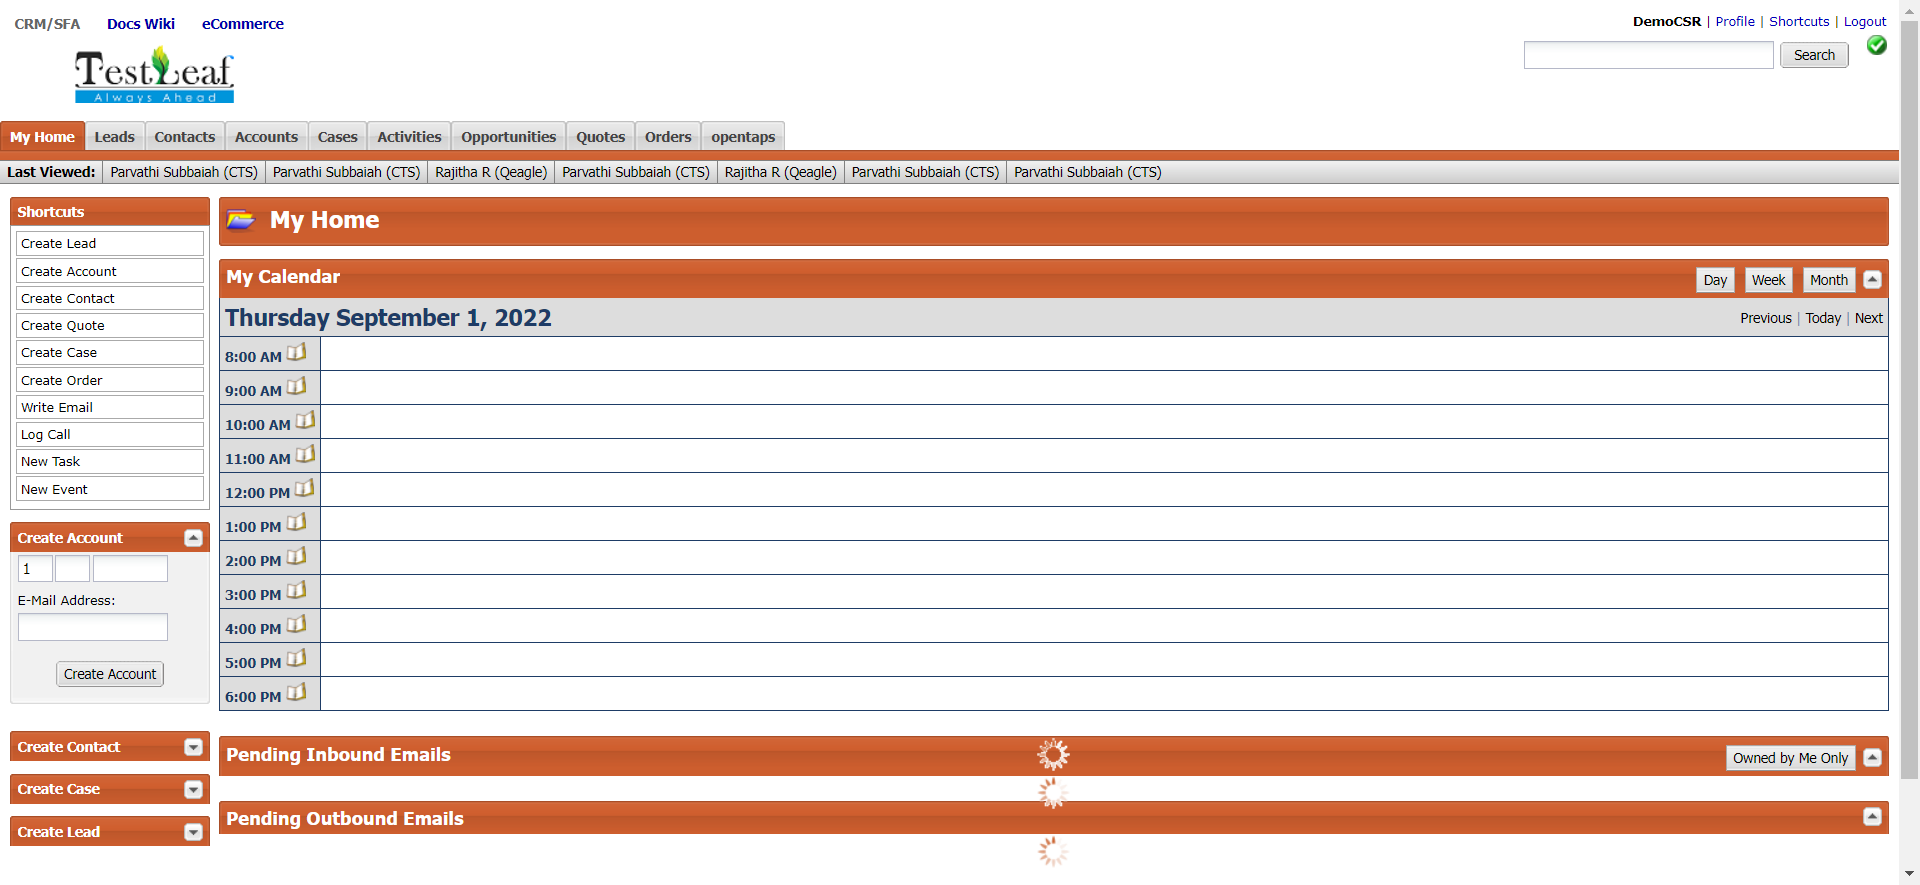 CRM/SFA Docs Wiki eCommerce
DemoCSR | Profile | Shortcuts | Logout
Search
TestLeaf
Always Ahead
My Home Leads Contacts Accounts Cases Activities Opportunities Quotes Orders opentaps
Last Viewed: Parvathi Subbaiah (CTS) Parvathi Subbaiah (CTS) Rajitha R (Qeagle) Parvathi Subbaiah (CTS) Rajitha R (Qeagle) Parvathi Subbaiah (CTS) Parvathi Subbaiah (CTS)
Shortcuts
Create Lead
Create Account
Create Contact
Create Quote
Create Case
Create Order
Write Email
Log Call
New Task
New Event
Create Account
1
E-Mail Address:
Create Account
Create Contact
Create Case
Create Lead
My Home
My Calendar
Day Week Month
Thursday September 1, 2022
Previous | Today | Next
8:00 AM
9:00 AM
10:00 AM
11:00 AM
12:00 PM
1:00 PM
2:00 PM
3:00 PM
4:00 PM
5:00 PM
6:00 PM
Pending Inbound Emails
Owned by Me Only
Pending Outbound Emails